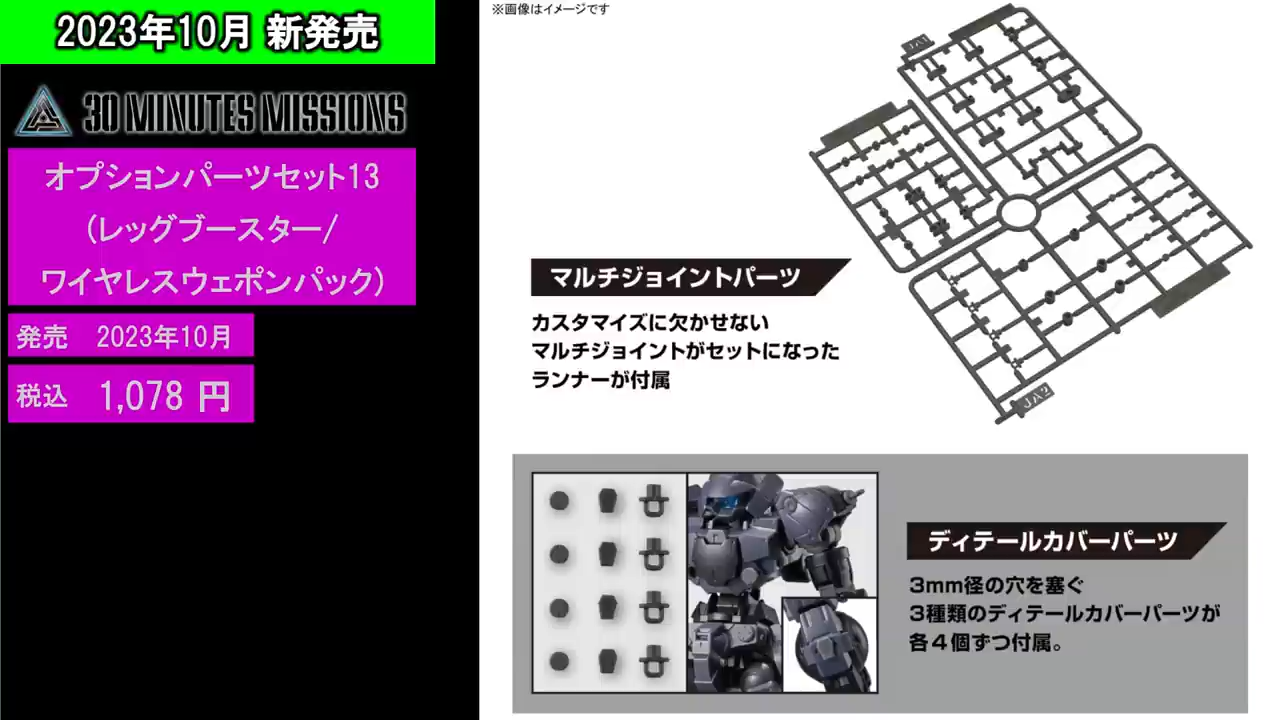 2023年10月 新発売
30 MINUTES MISSIONS
オプションパーツセット13
(レッグブースター/
ワイヤレスウェポンパック)
発売 2023年10月
税込 1,078 円
※画像はイメージです
JA1
マルチジョイントパーツ
カスタマイズに欠かせない
マルチジョイントがセットになった
ランナーが付属
JA2
ディテールカバーパーツ
3mm径の穴を塞ぐ
3種類のディテールカバーパーツが
各4個ずつ付属。